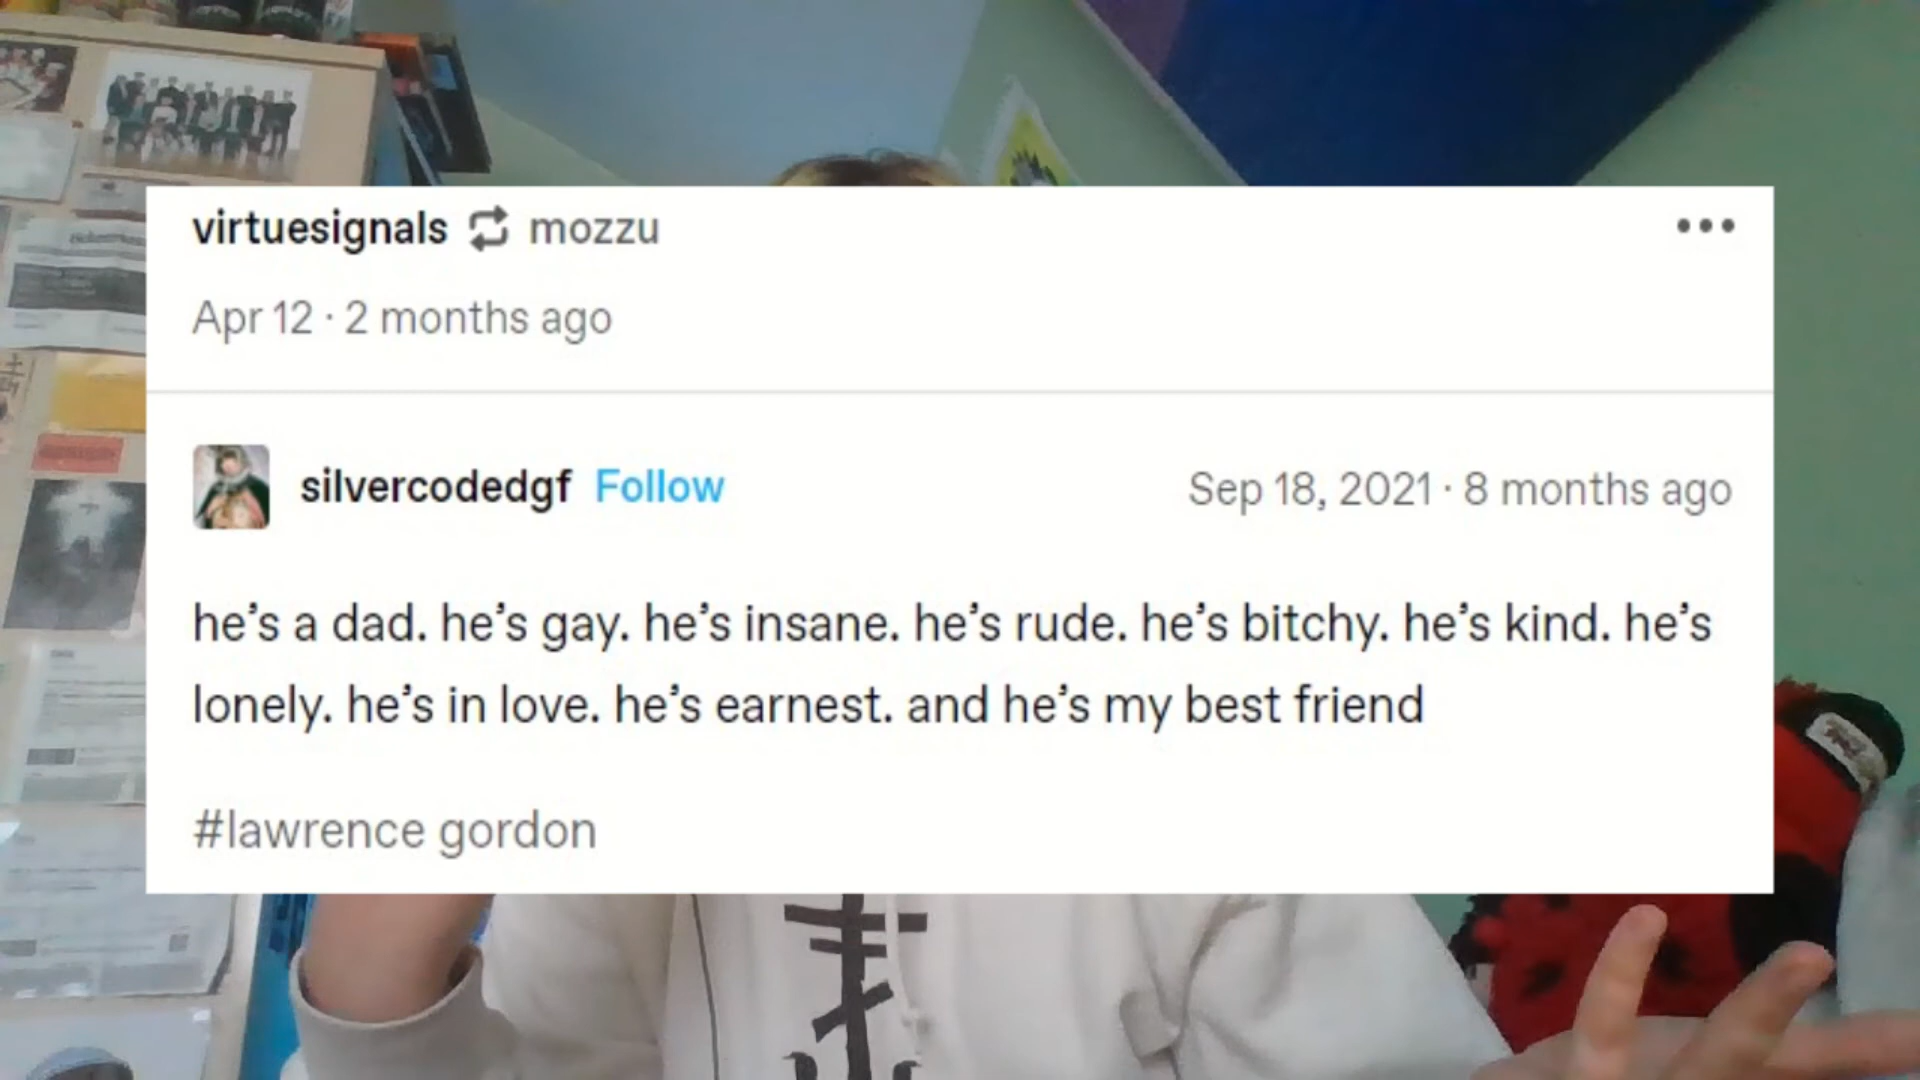 virtuesignals mozzu
Apr 12 · 2 months ago
silvercodedgf Follow
Sep 18, 2021 · 8 months ago
he's a dad. he's gay. he's insane. he's rude. he's bitchy. he's kind. he's
lonely. he's in love. he's earnest. and he's my best friend
#lawrence gordon